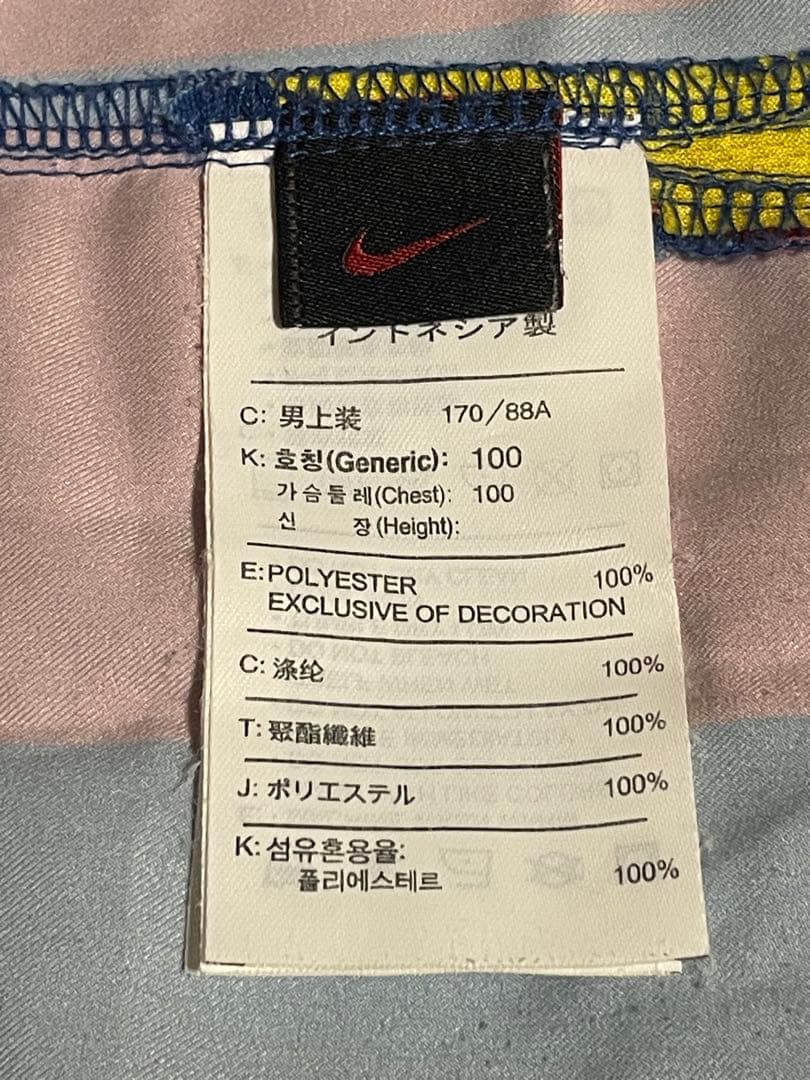 インドネシア製
C: 男上装 170/88A
K: 호칭(Generic): 100
가슴둘레(Chest): 100
신 장(Height):
E: POLYESTER 100%
EXCLUSIVE OF DECORATION
C: 涤纶 100%
T: 聚酯纖維 100%
J: ポリエステル 100%
K: 섬유혼용율:
폴리에스테르 100%